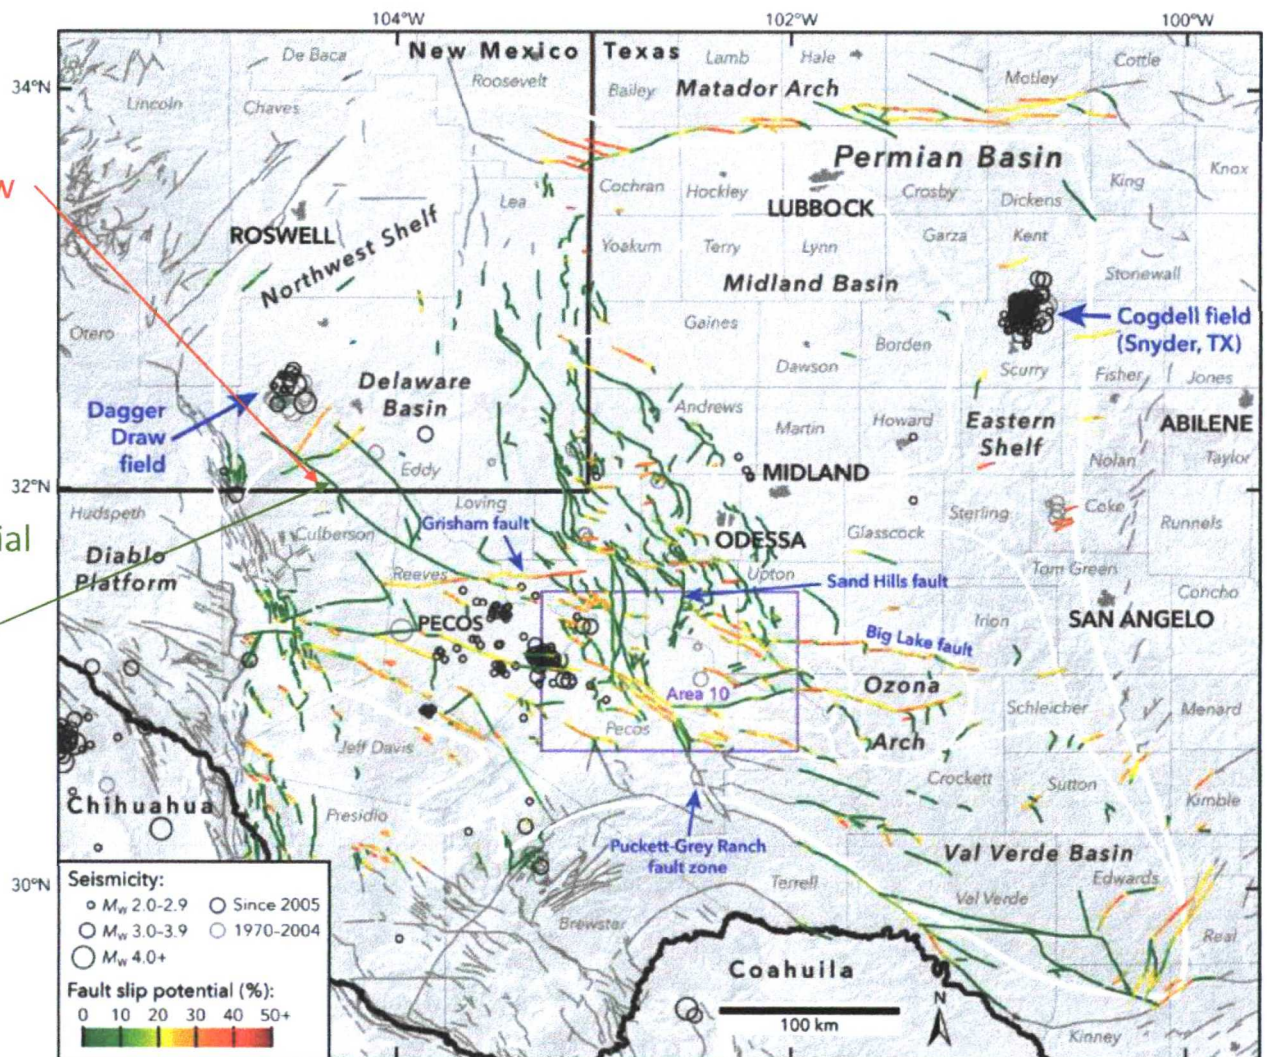 104°W
102°W
100°W
New Mexico
Texas
De Baca
Roosevelt
Lamb
Hale
Motley
Cottle
34°N
Lincoln
Chaves
Bailey
Matador Arch
w
Permian Basin
King
Knox
Cochran
Hockley
Crosby
Dickens
Lea
LUBBOCK
ROSWELL
Northwest Shelf
Yoakum
Terry
Lynn
Garza
Kent
Stonewall
Midland Basin
Otero
Gaines
Borden
Cogdell field
(Snyder, TX)
Dawson
Scurry
Fisher
Jones
Delaware
Basin
Dagger
Draw
field
Andrews
Martin
Howard
Eastern
Shelf
ABILENE
Eddy
MIDLAND
Nolan
Taylor
32°N
Hudspeth
Loving
Grisham fault
Sterling
Coke
Runnels
ial
Culberson
ODESSA
Glasscock
Diablo
Platform
Reeves
Upton
Sand Hills fault
Tom Green
Concho
PECOS
Irion
SAN ANGELO
Big Lake fault
Area 10
Ozona
Arch
Pecos
Schleicher
Menard
Jeff Davis
Crockett
Sutton
Kimble
Chihuahua
Presidio
Puckett-Grey Ranch
fault zone
Val Verde Basin
30°N
Terrell
Val Verde
Edwards
Brewster
Real
Coahuila
N
100 km
Kinney
Seismicity:
Mw 2.0-2.9
Since 2005
Mw 3.0-3.9
1970-2004
Mw 4.0+
Fault slip potential (%):
0 10 20 30 40 50+